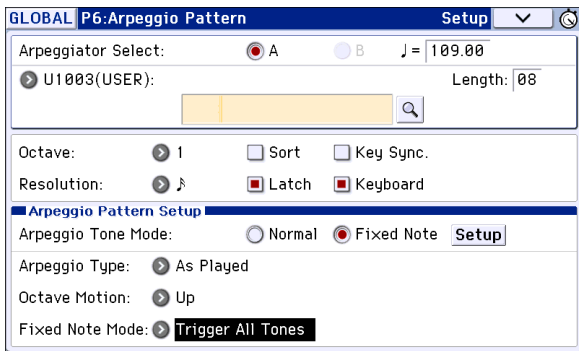 GLOBAL P6:Arpeggio Pattern Setup
Arpeggiator Select: A B ♩= 109.00
U1003(USER): Length: 08
Octave: 1 Sort Key Sync.
Resolution: Latch Keyboard
Arpeggio Pattern Setup
Arpeggio Tone Mode: Normal Fixed Note Setup
Arpeggio Type: As Played
Octave Motion: Up
Fixed Note Mode: Trigger All Tones